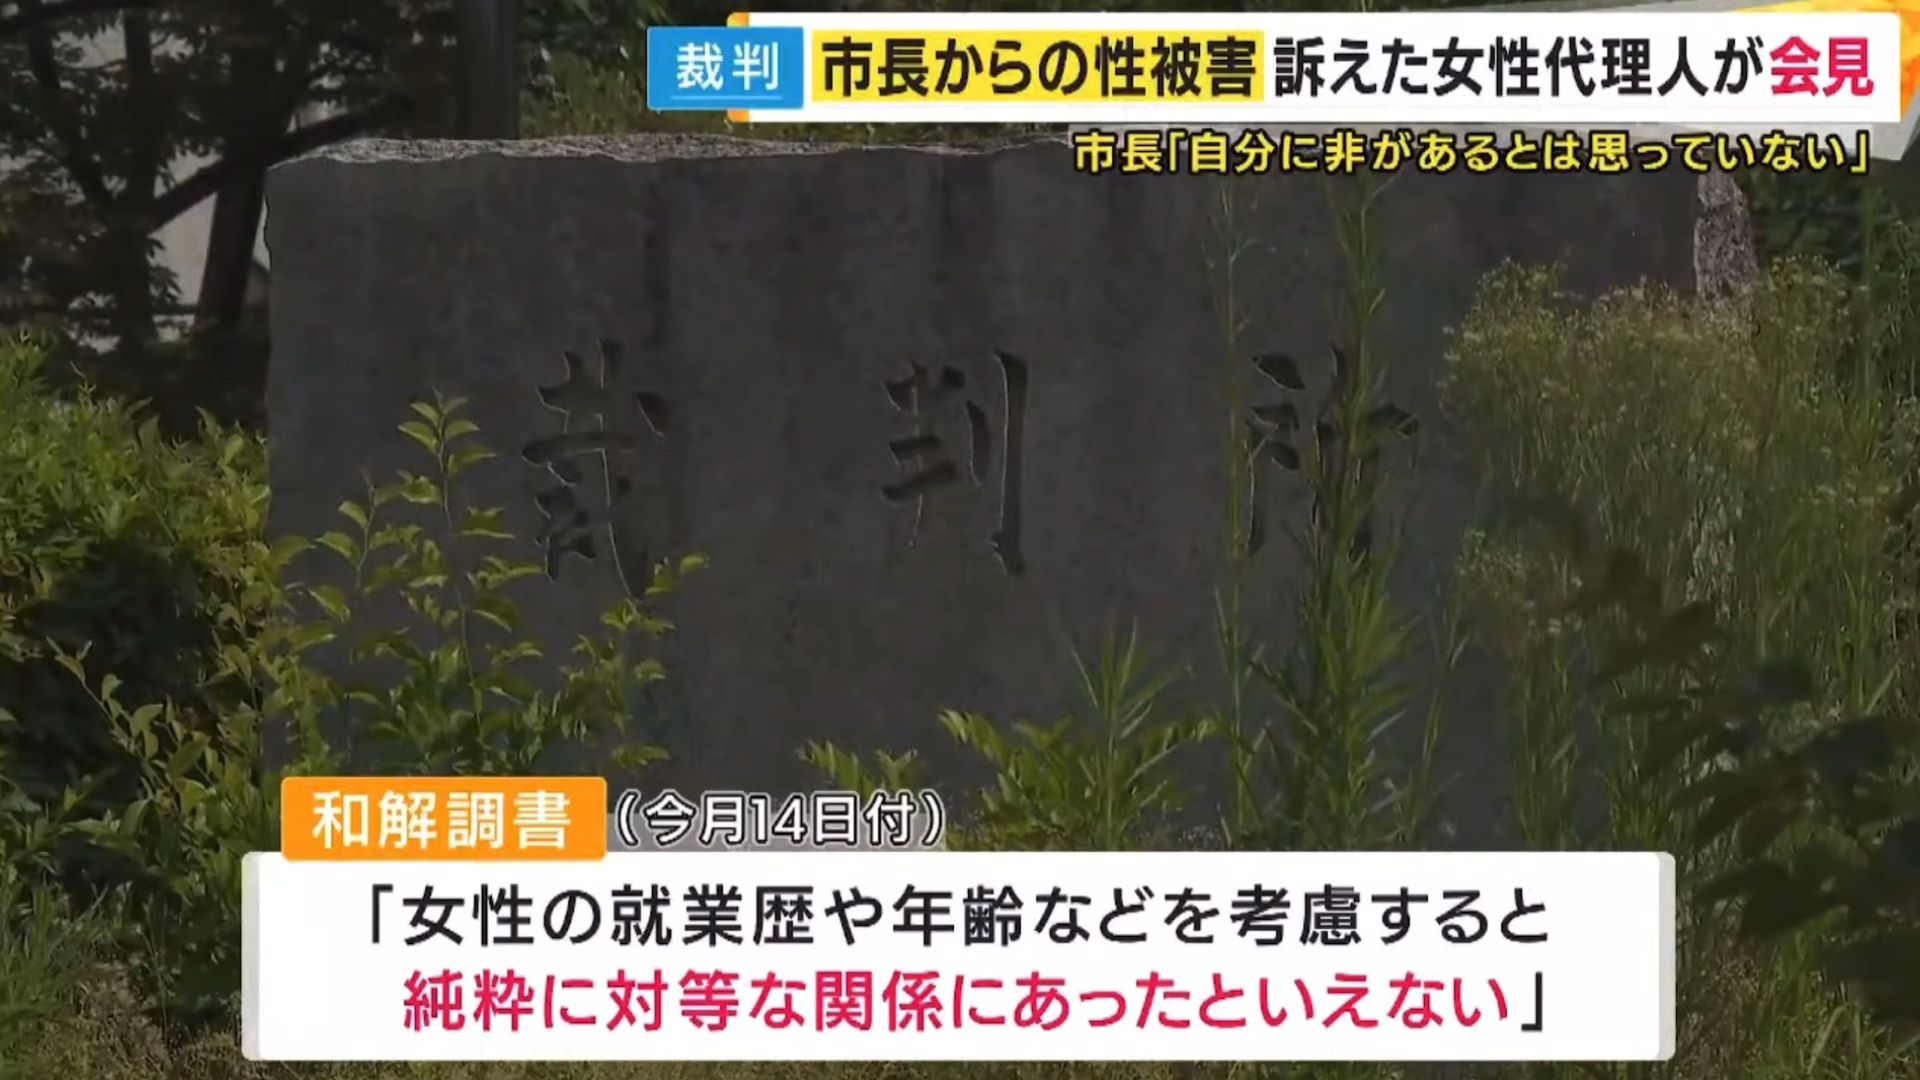 裁判 市長からの性被害 訴えた女性代理人が会見
市長「自分に非があるとは思っていない」
裁判所
和解調書 (今月14日付)
「女性の就業歴や年齢などを考慮すると
純粋に対等な関係にあったといえない」